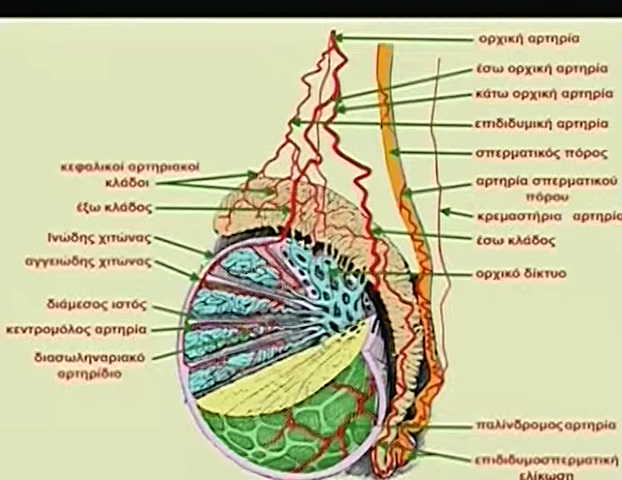 ορχική αρτηρία
έσω ορχική αρτηρία
κάτω ορχική αρτηρία
επιδιδυμική αρτηρία
σπερματικός πόρος
αρτηρία σπερματικού
πόρου
κρεμαστήρια αρτηρία
έσω κλάδος
ορχικό δίκτυο
παλίνδρομος αρτηρία
επιδιδυμοσπερματική
ελίκωση
κεφαλικοί αρτηριακοί
κλάδοι
έξω κλάδος
Ινώδης χιτώνας
αγγειώδης χιτώνας
διάμεσος ιστός
κεντρομόλος αρτηρία
διασωληναριακό
αρτηρίδιο